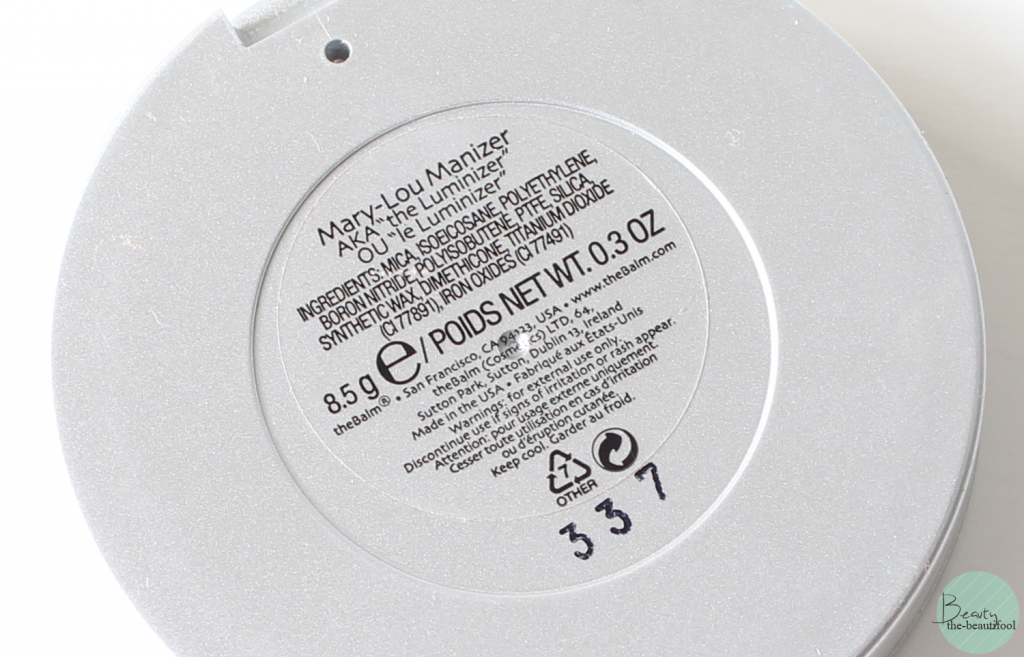 Mary-Lou Manizer
AKA "the Luminizer"
OU "le Luminizer"
INGREDIENTS: MICA, ISOEICOSANE, POLYETHYLENE,
BORON NITRIDE, POLYISOBUTENE, PTFE, SILICA,
SYNTHETIC WAX, DIMETHICONE, TITANIUM DIOXIDE
(CI 77891), IRON OXIDES (CI 77491)
8.5 g ℮ / POIDS NET WT. 0.3 OZ
theBalm® • San Francisco, CA USA • www.theBalm.com
theBalm (Cosmetics) LTD, 64,
Sutton Park, Sutton, Dublin 13, Ireland
Made in the USA • Fabriqué aux États-Unis
Warnings: for external use only.
Discontinue use if signs of irritation or rash appear.
Attention: pour usage externe uniquement.
Cesser toute utilisation en cas d'irritation
ou d'éruption cutanée.
Keep cool. Garder au froid.
7
OTHER
337
Beauty
the-beautifool